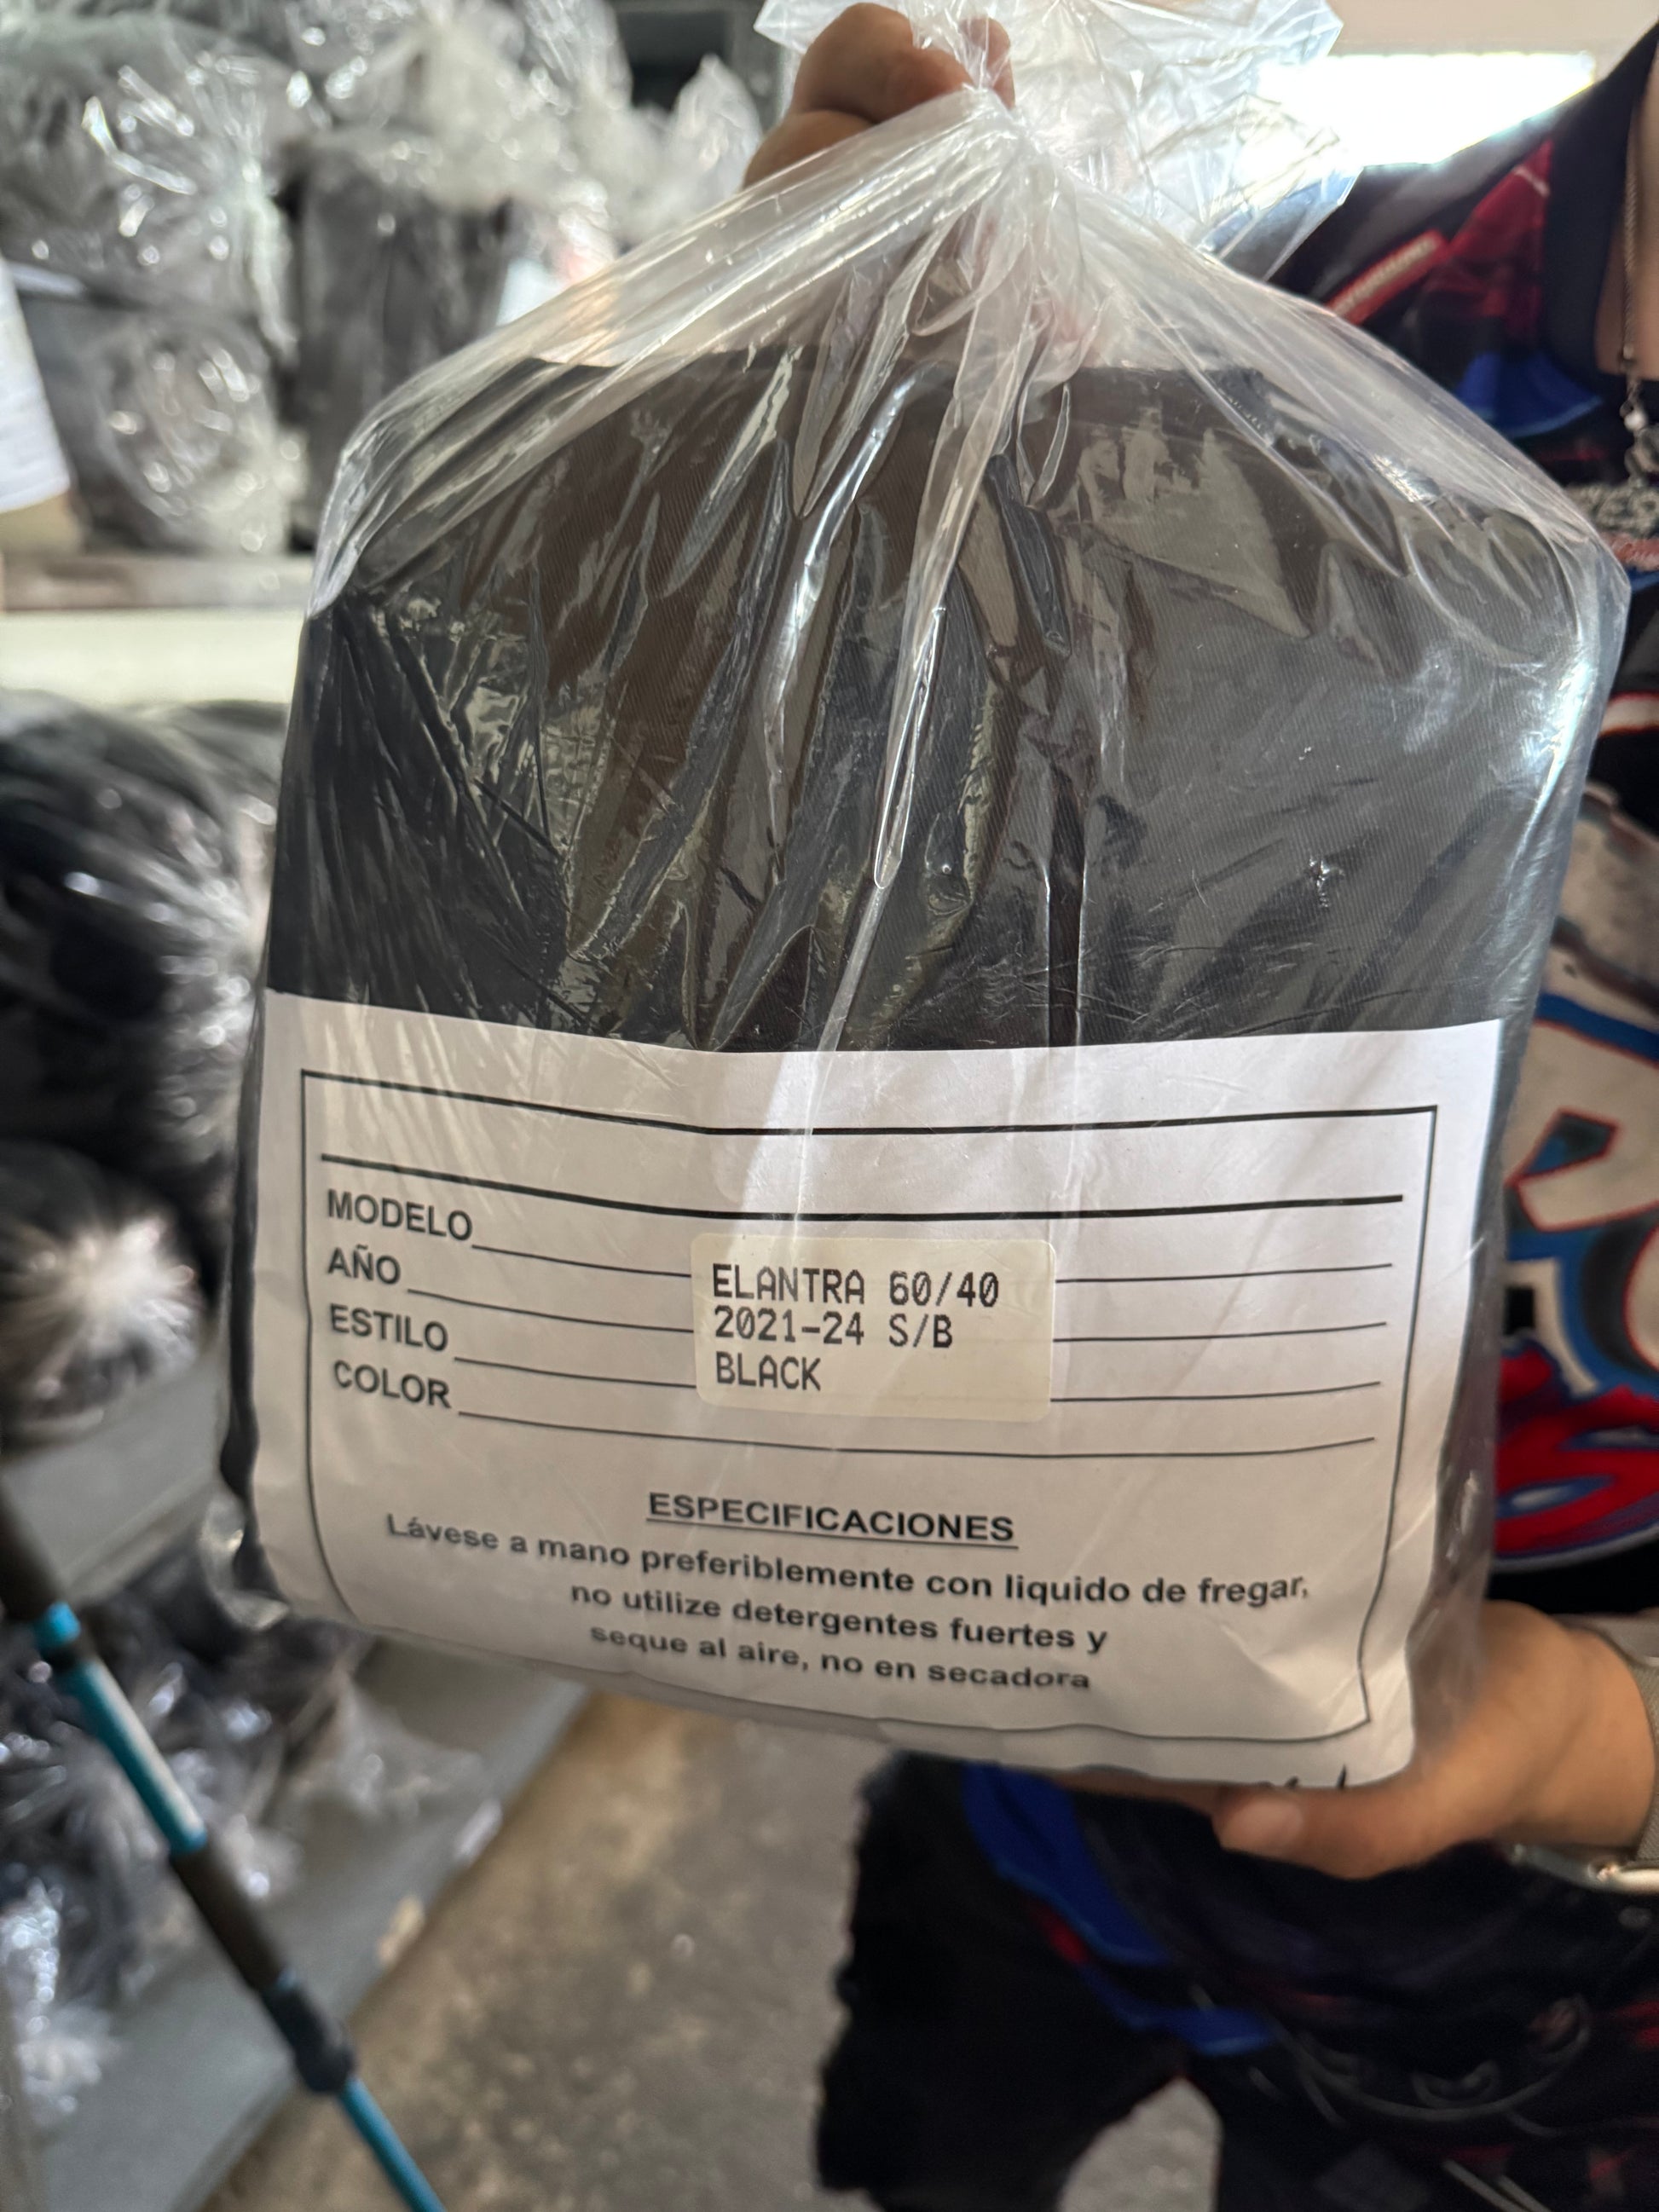 MODELO
AÑO
ESTILO
COLOR
ELANTRA 60/40
2021-24 S/B
BLACK
ESPECIFICACIONES
Lávese a mano preferiblemente con liquido de fregar,
no utilize detergentes fuertes y
seque al aire, no en secadora